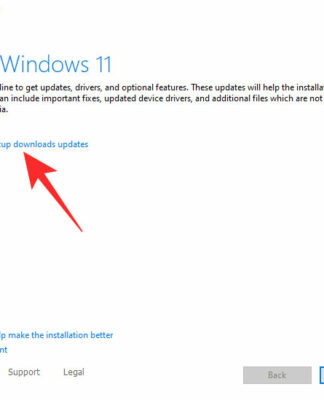 Windows 11
line to get updates, drivers, and optional features. These updates will help the installa
an include important fixes, updated device drivers, and additional files which are not
ia.
up downloads updates
lp make the installation better
nt
Support Legal
Back